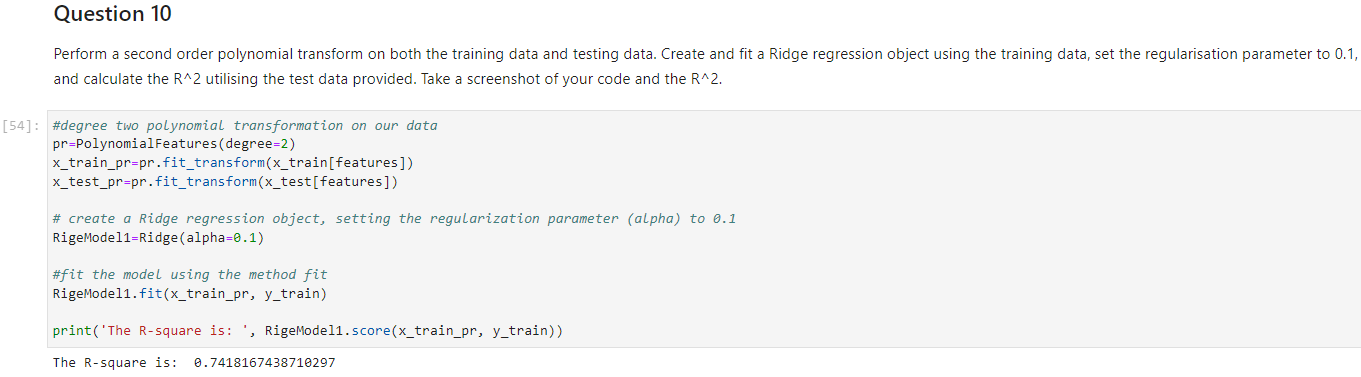 Question 10
Perform a second order polynomial transform on both the training data and testing data. Create and fit a Ridge regression object using the training data, set the regularisation parameter to 0.1,
and calculate the R^2 utilising the test data provided. Take a screenshot of your code and the R^2.
[54]: #degree two polynomial transformation on our data
pr=PolynomialFeatures(degree=2)
x_train_pr=pr.fit_transform(x_train[features])
x_test_pr=pr.fit_transform(x_test[features])
# create a Ridge regression object, setting the regularization parameter (alpha) to 0.1
RigeModel1=Ridge(alpha=0.1)
#fit the model using the method fit
RigeModel1.fit(x_train_pr, y_train)
print('The R-square is: ', RigeModel1.score(x_train_pr, y_train))
The R-square is:  0.7418167438710297